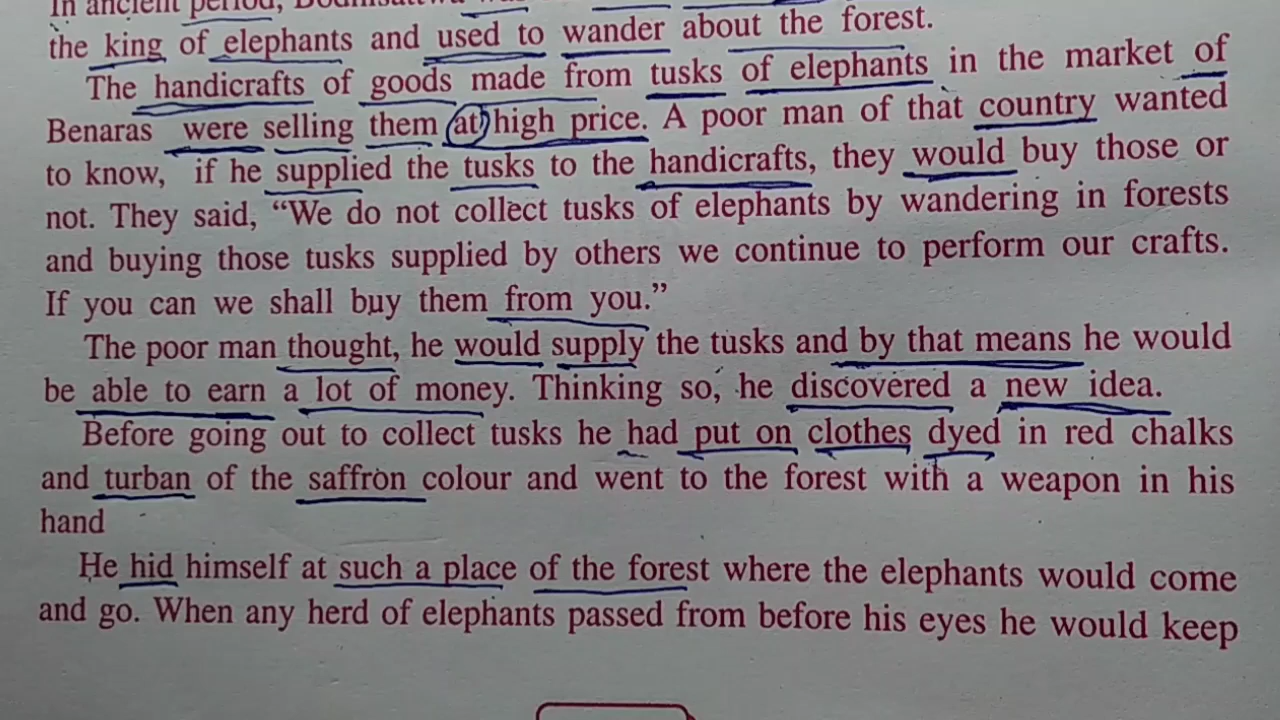 In ancient period,
the king of elephants and used to wander about the forest.
The handicrafts of goods made from tusks of elephants in the market of
Benaras were selling them at high price. A poor man of that country wanted
to know, if he supplied the tusks to the handicrafts, they would buy those or
not. They said, “We do not collect tusks of elephants by wandering in forests
and buying those tusks supplied by others we continue to perform our crafts.
If you can we shall buy them from you.”
The poor man thought, he would supply the tusks and by that means he would
be able to earn a lot of money. Thinking so, he discovered a new idea.
Before going out to collect tusks he had put on clothes dyed in red chalks
and turban of the saffron colour and went to the forest with a weapon in his
hand
He hid himself at such a place of the forest where the elephants would come
and go. When any herd of elephants passed from before his eyes he would keep